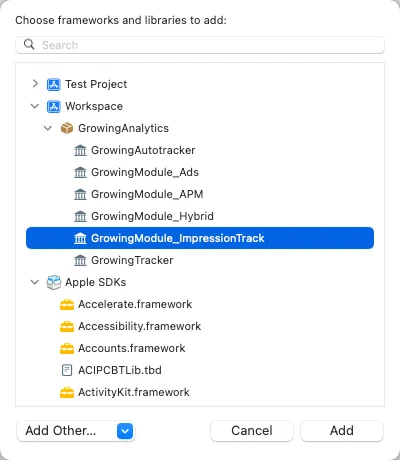 Choose frameworks and libraries to add:
Search
Test Project
Workspace
GrowingAnalytics
GrowingAutotracker
GrowingModule_Ads
GrowingModule_APM
GrowingModule_Hybrid
GrowingModule_ImpressionTrack
GrowingTracker
Apple SDKs
Accelerate.framework
Accessibility.framework
Accounts.framework
ACIPCBTLib.tbd
ActivityKit.framework
Add Other... Cancel Add